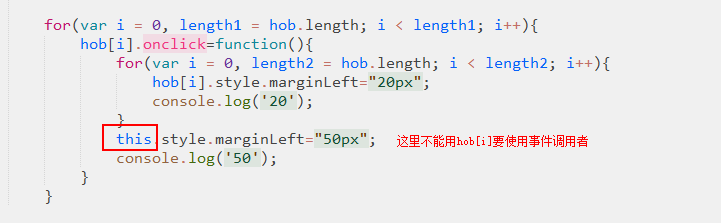 for(var i = 0, length1 = hob.length; i < length1; i++){
hob[i].onclick=function(){
for(var i = 0, length2 = hob.length; i < length2; i++){
hob[i].style.marginLeft="20px";
console.log('20');
}
this.style.marginLeft="50px"; 这里不能用hob[i]要使用事件调用者
console.log('50');
}
}